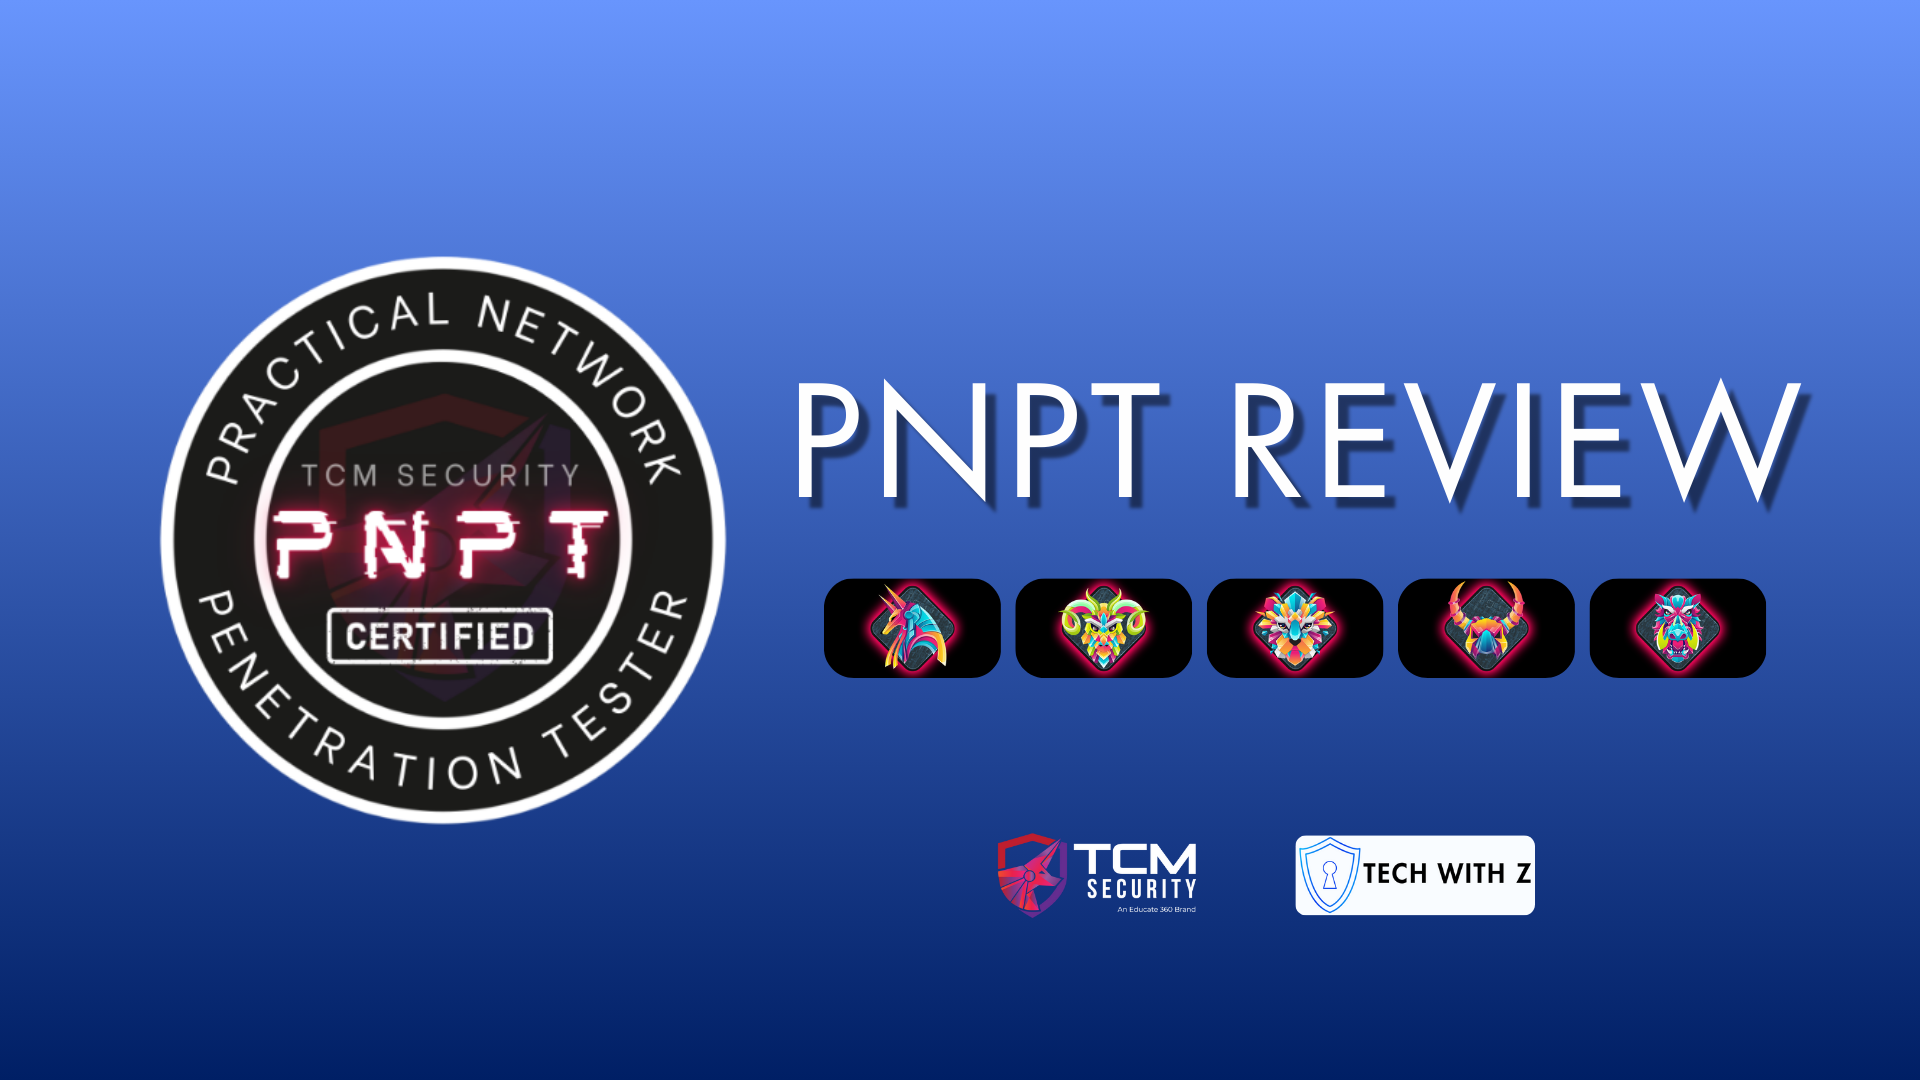 PRACTICAL NETWORK
TCM SECURITY
PNPT
CERTIFIED
PENETRATION TESTER
PNPT REVIEW
TCM
SECURITY
An Educate 360 Brand
TECH WITH Z